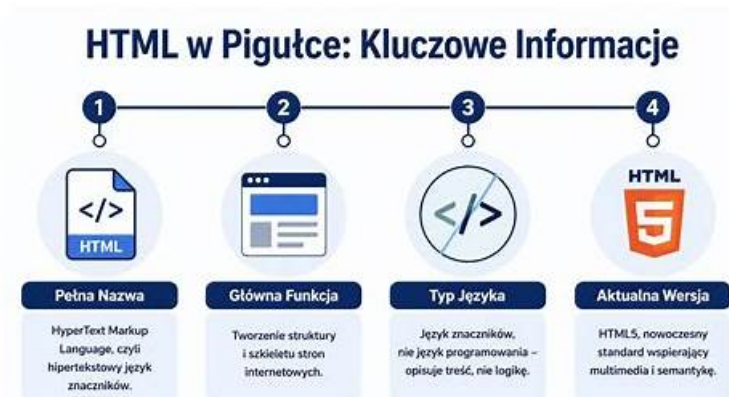 HTML w Pigułce: Kluczowe Informacje
1
2
3
4
</>
HTML
</>
HTML
5
Pełna Nazwa
Główna Funkcja
Typ Języka
Aktualna Wersja
HyperText Markup
Language, czyli
hipertekstowy język
znaczników.
Tworzenie struktury
i szkieletu stron
internetowych.
Język znaczników,
nie język programowania –
opisuje treść, nie logikę.
HTML5, nowoczesny
standard wspierający
multimedia i semantykę.